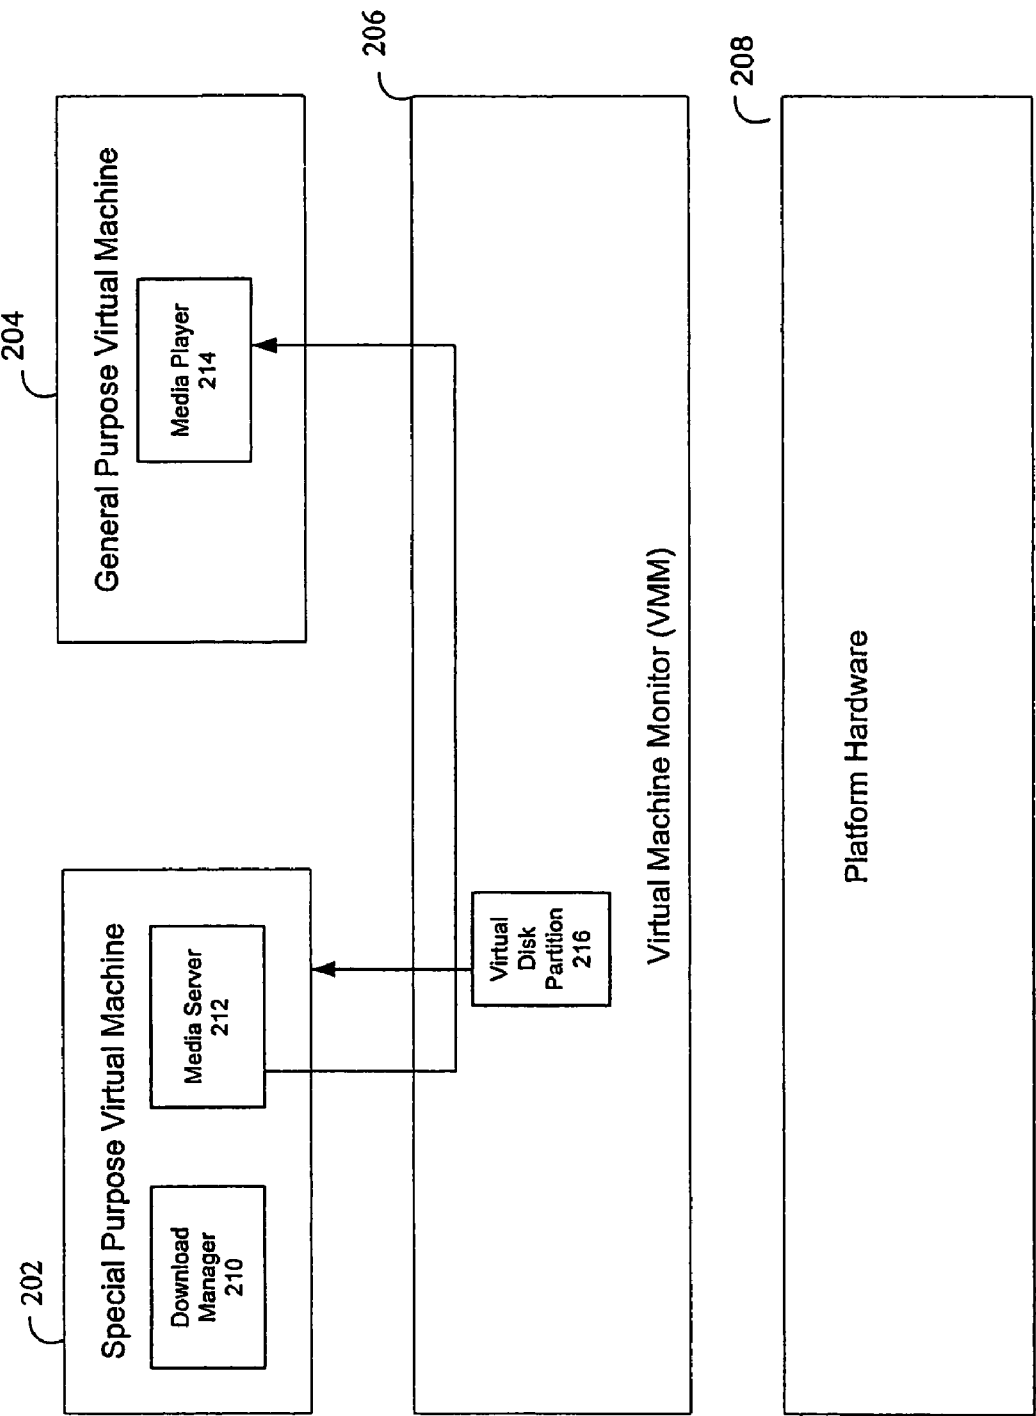 202
Special Purpose Virtual Machine
Download
Manager
210
Media Server
212
204
General Purpose Virtual Machine
Media Player
214
206
Virtual
Disk
Partition
216
Virtual Machine Monitor (VMM)
208
Platform Hardware